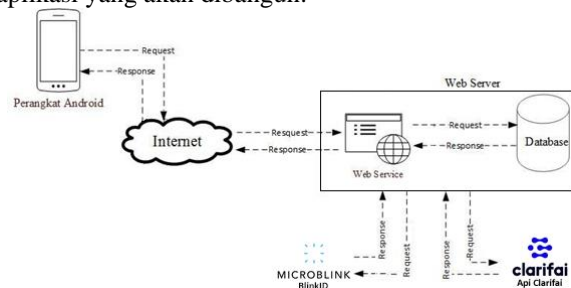 aplikasi yang akan dibangun.
Request
Response
Perangkat Android
Internet
Resquest
Response
Web Server
Request
Response
Database
Web Service
Response
Request
Response
Request
MICROBLINK
BlinkID
clarifai
Api Clarifai